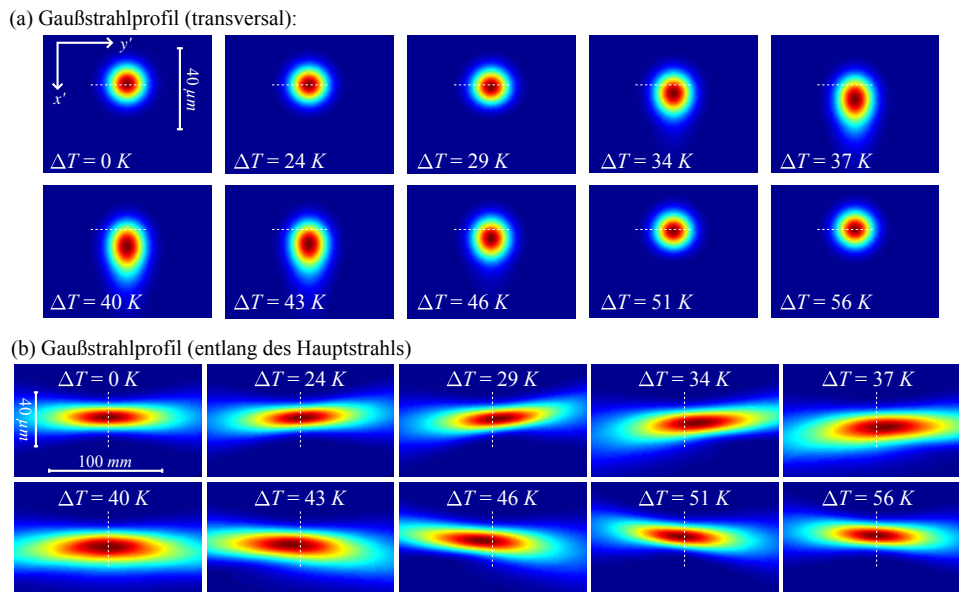 (a) Gaußstrahlprofil (transversal):
y'
x'
40 μm
ΔT = 0 K
ΔT = 24 K
ΔT = 29 K
ΔT = 34 K
ΔT = 37 K
ΔT = 40 K
ΔT = 43 K
ΔT = 46 K
ΔT = 51 K
ΔT = 56 K
(b) Gaußstrahlprofil (entlang des Hauptstrahls)
ΔT = 0 K
ΔT = 24 K
ΔT = 29 K
ΔT = 34 K
ΔT = 37 K
40 μm
100 mm
ΔT = 40 K
ΔT = 43 K
ΔT = 46 K
ΔT = 51 K
ΔT = 56 K